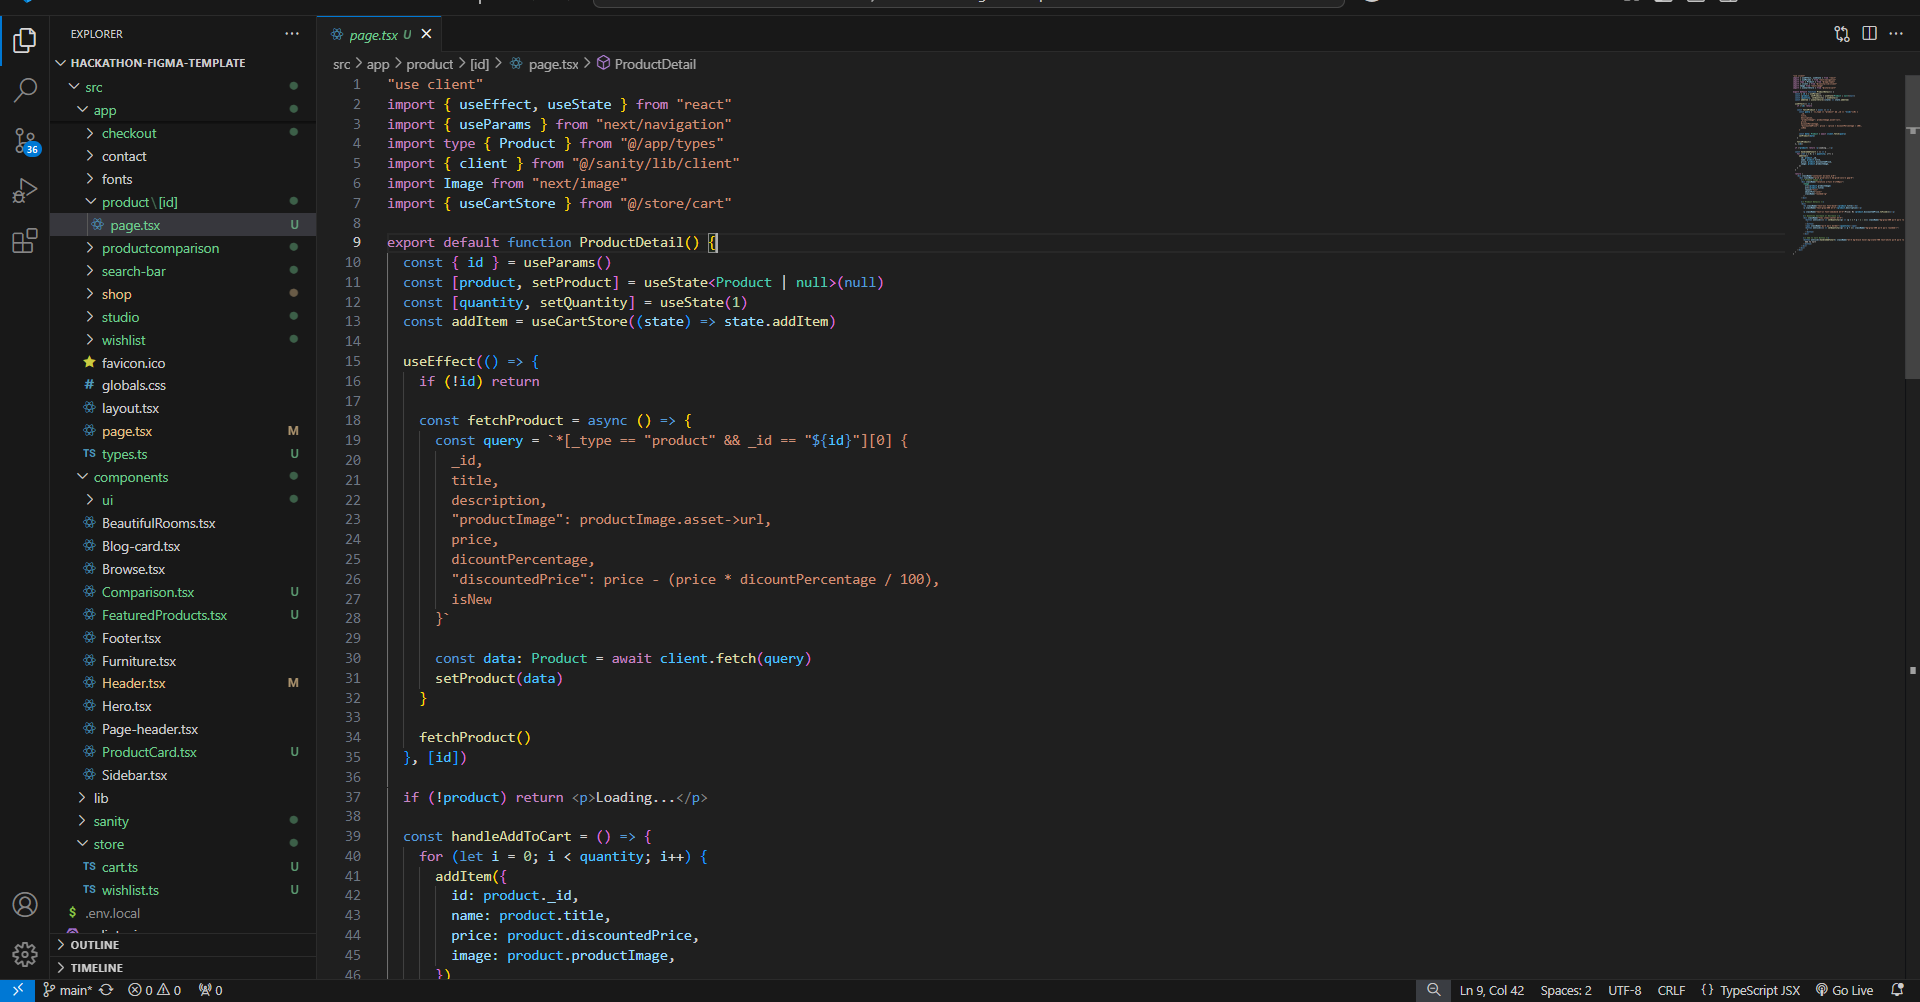 EXPLORER
HACKATHON-FIGMA-TEMPLATE
src
app
checkout
contact
fonts
product\[id]
page.tsx U
productcomparison
search-bar
shop
studio
wishlist
favicon.ico
# globals.css
layout.tsx
page.tsx M
TS types.ts U
components
ui
BeautifulRooms.tsx
Blog-card.tsx
Browse.tsx
Comparison.tsx U
FeaturedProducts.tsx U
Footer.tsx
Furniture.tsx
Header.tsx M
Hero.tsx
Page-header.tsx
ProductCard.tsx U
Sidebar.tsx
lib
sanity
store
TS cart.ts U
TS wishlist.ts U
$ .env.local
OUTLINE
TIMELINE
36
page.tsx U
src > app > product > [id] > page.tsx > ProductDetail
1 "use client"
2 import { useEffect, useState } from "react"
3 import { useParams } from "next/navigation"
4 import type { Product } from "@/app/types"
5 import { client } from "@/sanity/lib/client"
6 import Image from "next/image"
7 import { useCartStore } from "@/store/cart"
8
9 export default function ProductDetail() {
10 const { id } = useParams()
11 const [product, setProduct] = useState<Product | null>(null)
12 const [quantity, setQuantity] = useState(1)
13 const addItem = useCartStore((state) => state.addItem)
14
15 useEffect(() => {
16 if (!id) return
17
18 const fetchProduct = async () => {
19 const query = `*[_type == "product" && _id == "${id}"][0] {
20 _id,
21 title,
22 description,
23 "productImage": productImage.asset->url,
24 price,
25 dicountPercentage,
26 "discountedPrice": price - (price * dicountPercentage / 100),
27 isNew
28 }`
29
30 const data: Product = await client.fetch(query)
31 setProduct(data)
32 }
33
34 fetchProduct()
35 }, [id])
36
37 if (!product) return <p>Loading...</p>
38
39 const handleAddToCart = () => {
40 for (let i = 0; i < quantity; i++) {
41 addItem({
42 id: product._id,
43 name: product.title,
44 price: product.discountedPrice,
45 image: product.productImage,
46 })
main* 0 0 0
Ln 9, Col 42 Spaces: 2 UTF-8 CRLF {} TypeScript JSX Go Live